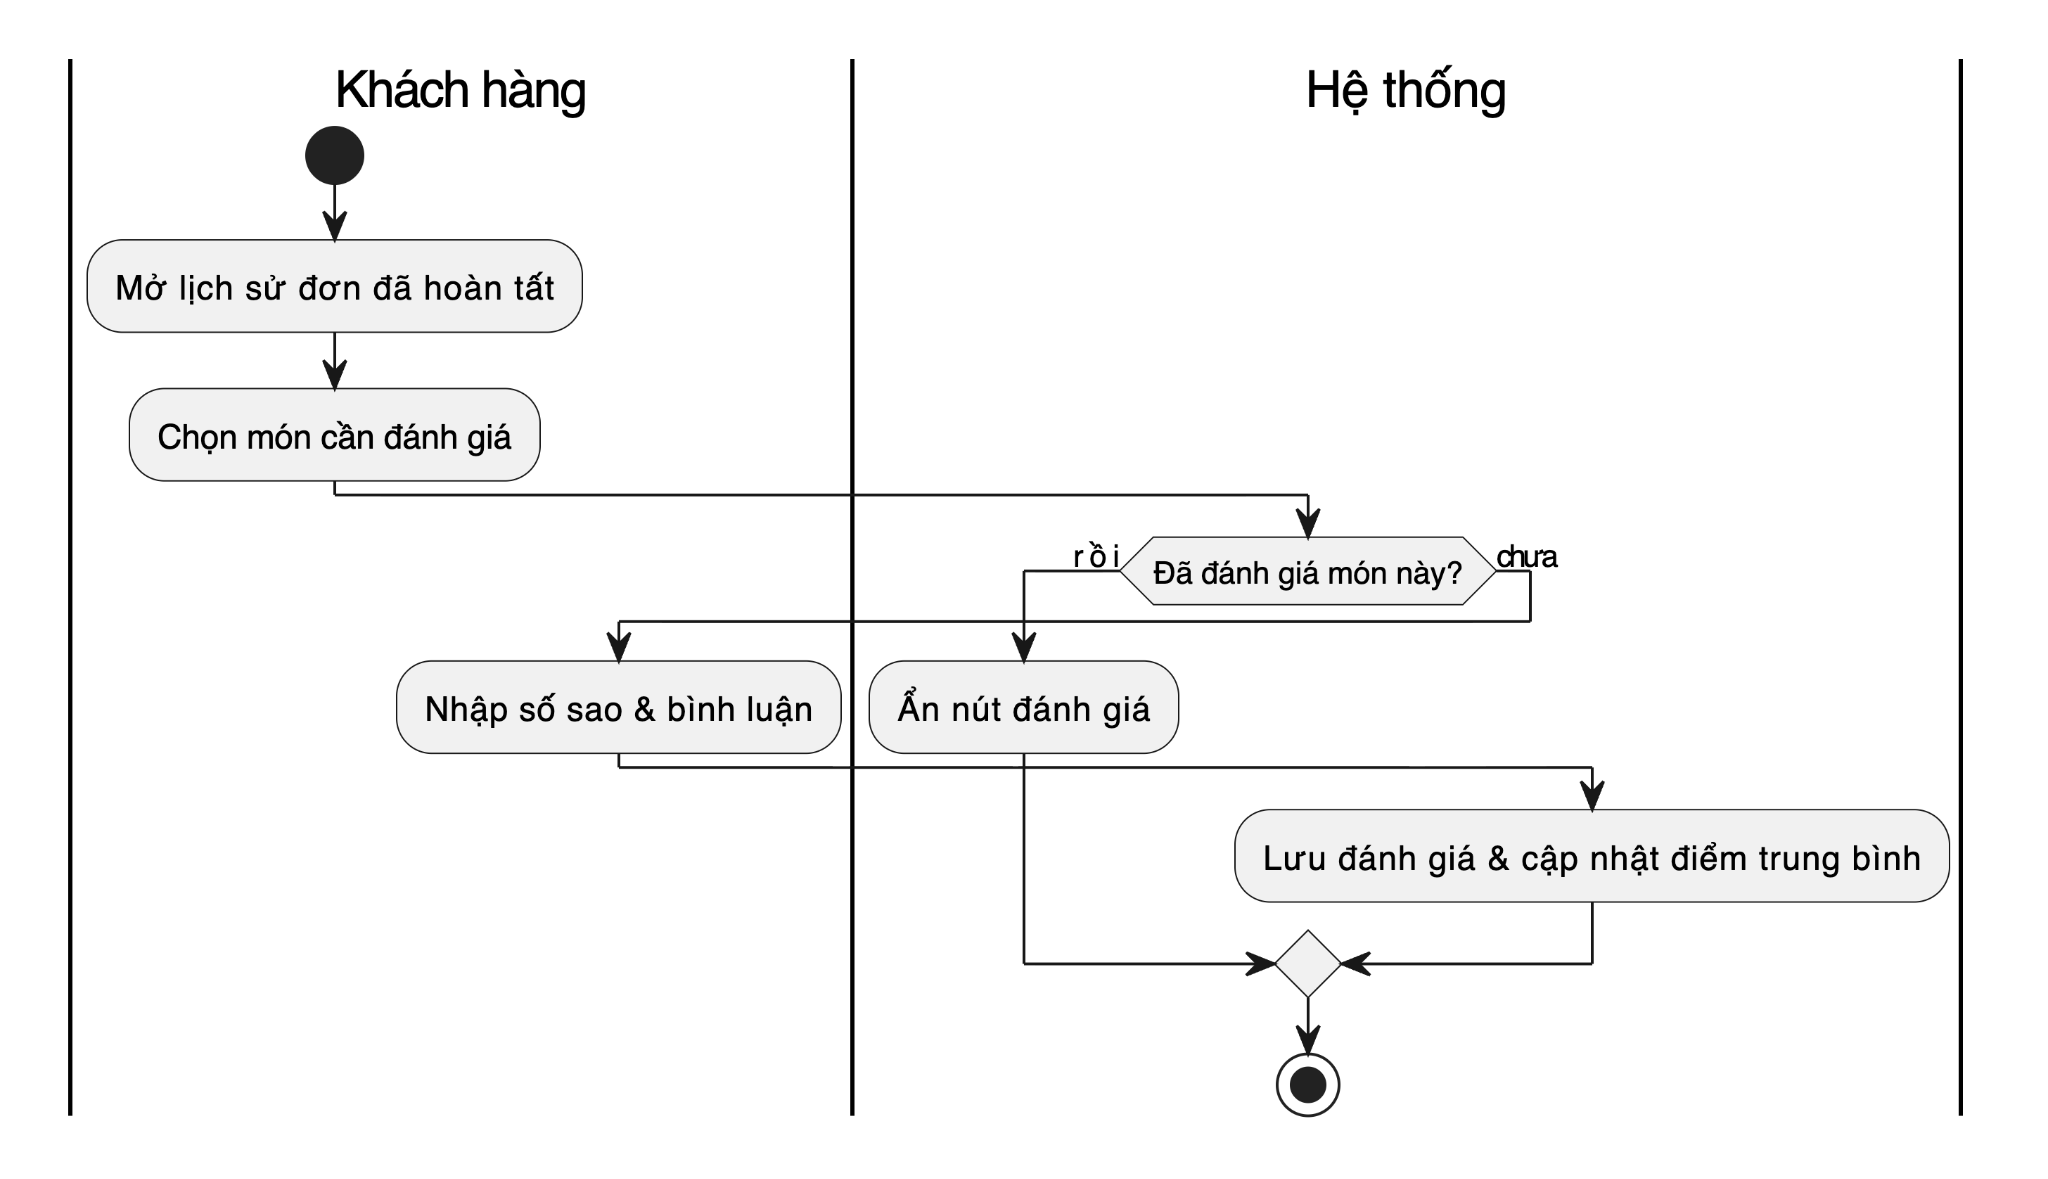 Khách hàng
Hệ thống
Mở lịch sử đơn đã hoàn tất
Chọn món cần đánh giá
rồi
Đã đánh giá món này?
chưa
Nhập số sao & bình luận
Ẩn nút đánh giá
Lưu đánh giá & cập nhật điểm trung bình